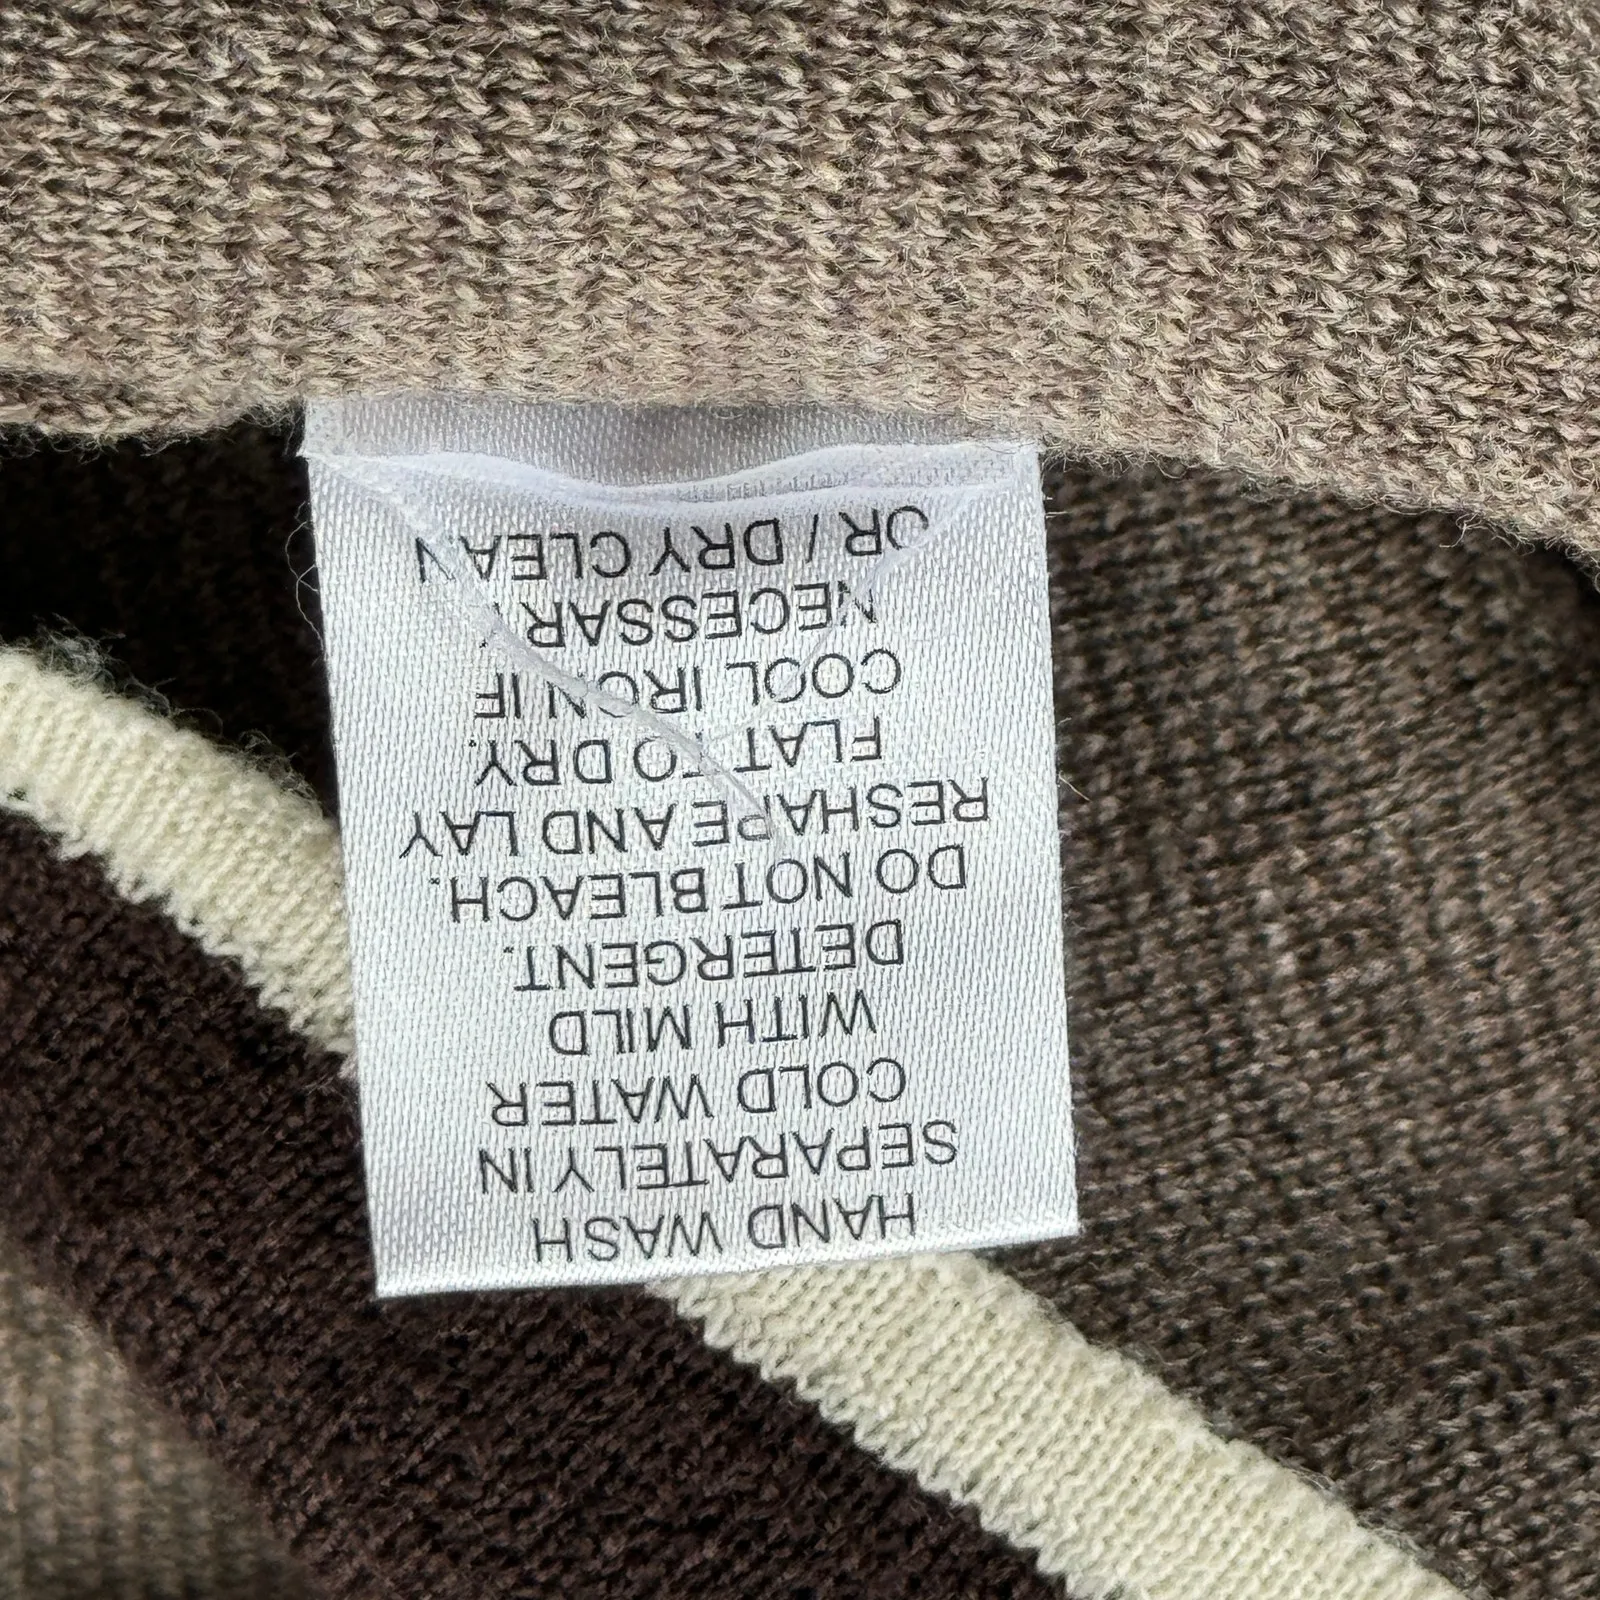 HAND WASH
SEPARATELY IN
COLD WATER
WITH MILD
DETERGENT.
DO NOT BLEACH.
RESHAPE AND LAY
FLAT TO DRY.
COOL IRON IF
NECESSARY
OR / DRY CLEAN